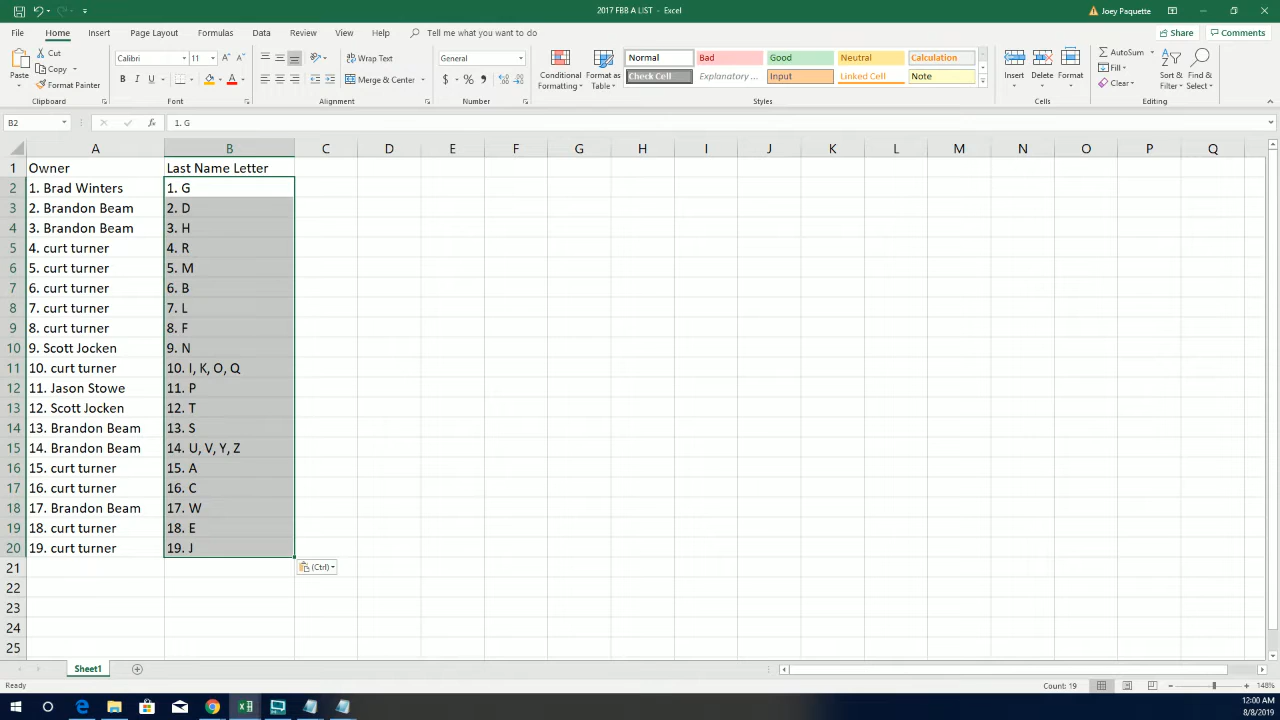 2017 FBB A LIST - Excel
Joey Paquette
File Home Insert Draw Page Layout Formulas Data Review View Help Tell me what you want to do
Share Comments
Paste
Cut
Copy
Format Painter
Clipboard
Calibri 11
B I U
Font
Wrap Text
Merge & Center
Alignment
General
$ % ,
Number
Conditional Formatting
Format as Table
Normal Bad Good Neutral Calculation
Check Cell Explanatory ... Input Linked Cell Note
Styles
Insert Delete Format
Cells
AutoSum
Fill
Clear
Sort & Filter
Find & Select
Editing
B2 fx 1. G
A B C D E F G H I J K L M N O P Q
1 Owner Last Name Letter
2 1. Brad Winters 1. G
3 2. Brandon Beam 2. D
4 3. Brandon Beam 3. H
5 4. curt turner 4. R
6 5. curt turner 5. M
7 6. curt turner 6. B
8 7. curt turner 7. L
9 8. curt turner 8. F
10 9. Scott Jocken 9. N
11 10. curt turner 10. I, K, O, Q
12 11. Jason Stowe 11. P
13 12. Scott Jocken 12. T
14 13. Brandon Beam 13. S
15 14. Brandon Beam 14. U, V, Y, Z
16 15. curt turner 15. A
17 16. curt turner 16. C
18 17. Brandon Beam 17. W
19 18. curt turner 18. E
20 19. curt turner 19. J
21 (Ctrl)
22
23
24
25
Sheet1
Ready
Count: 19
148%
12:00 AM
8/8/2019